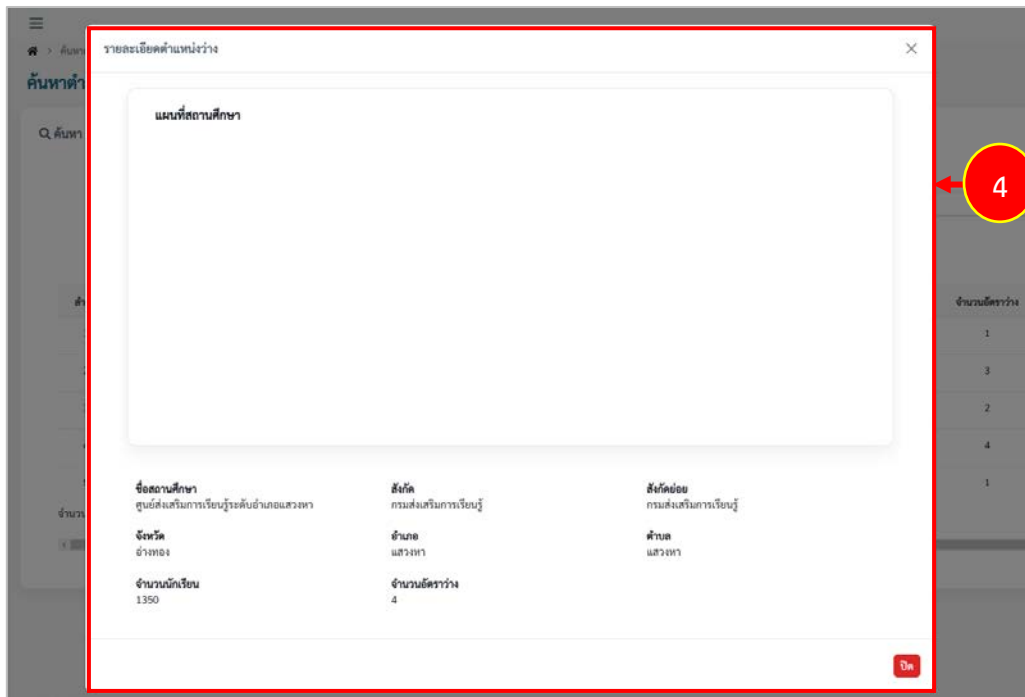 รายละเอียดตำแหน่งว่าง
ค้นหาตำ
ค้นหา
แผนที่สถานศึกษา
4
จำนวนอัตราว่าง
1
3
2
4
1
ชื่อสถานศึกษา สังกัด สังกัดย่อย
ศูนย์ส่งเสริมการเรียนรู้ระดับอำเภอแสวงหา กรมส่งเสริมการเรียนรู้ กรมส่งเสริมการเรียนรู้
จังหวัด อำเภอ ตำบล
อ่างทอง แสวงหา แสวงหา
จำนวนนักเรียน จำนวนอัตราว่าง
1350 4
ปิด